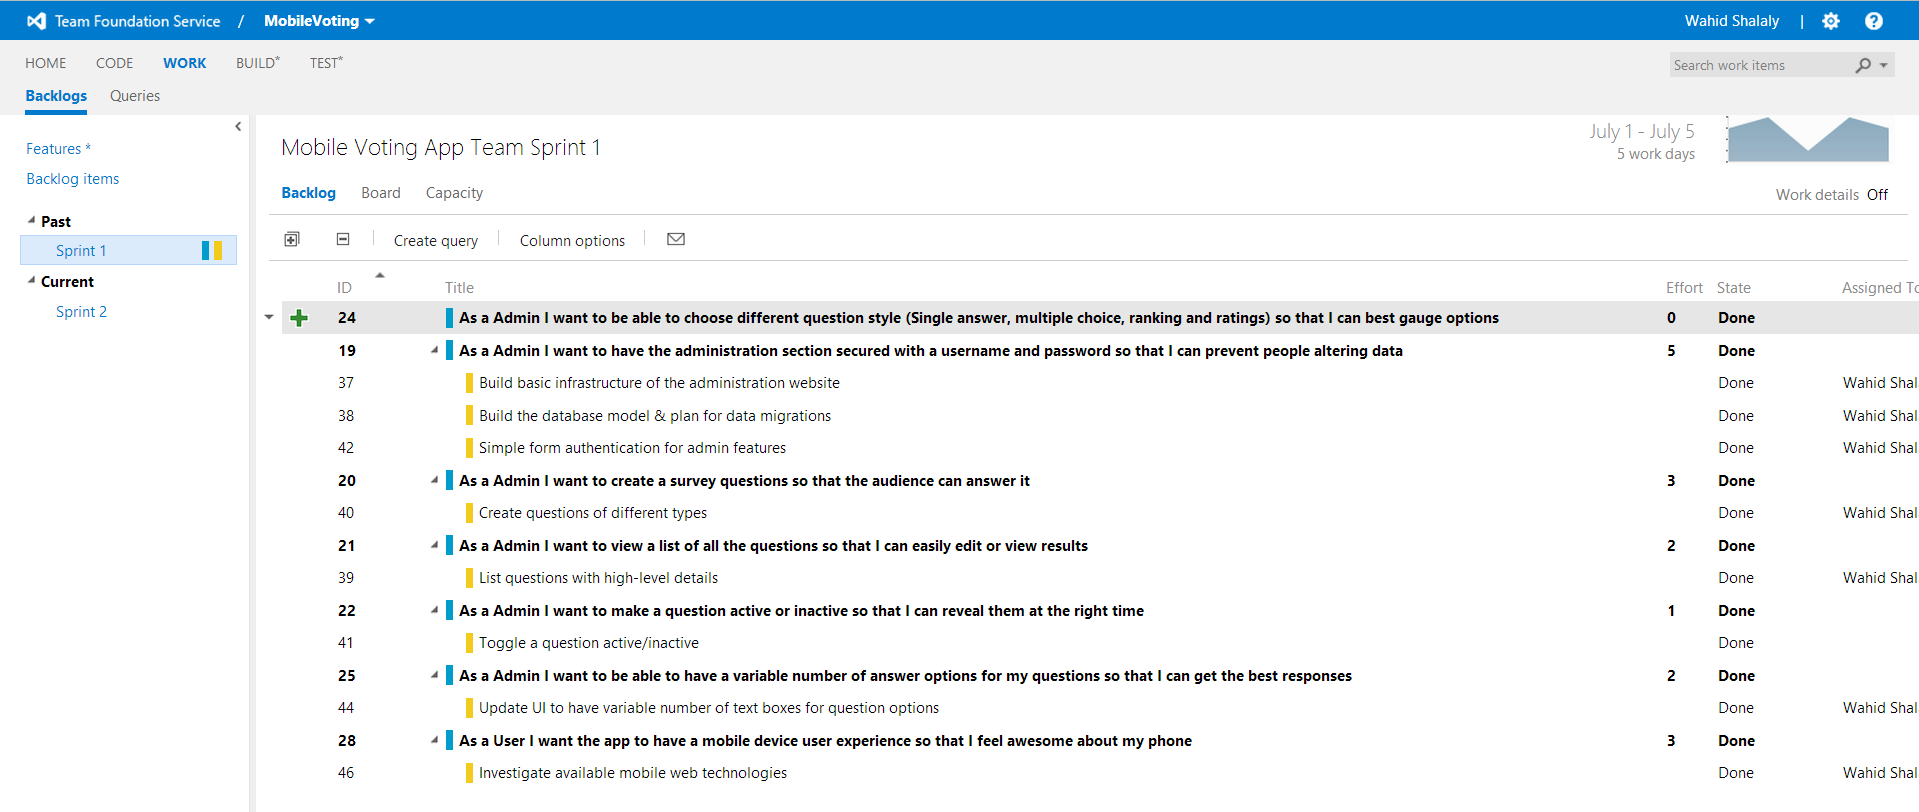 Team Foundation Service / MobileVoting Wahid Shalaly |
HOME CODE WORK BUILD* TEST* Search work items
Backlogs Queries
Features *
Backlog items
Past
Sprint 1
Current
Sprint 2
Mobile Voting App Team Sprint 1
July 1 - July 5
5 work days
Backlog Board Capacity
Work details Off
Create query Column options
ID Title Effort State Assigned To
24 As a Admin I want to be able to choose different question style (Single answer, multiple choice, ranking and ratings) so that I can best gauge options 0 Done
19 As a Admin I want to have the administration section secured with a username and password so that I can prevent people altering data 5 Done
37 Build basic infrastructure of the administration website Done Wahid Shal
38 Build the database model & plan for data migrations Done Wahid Shal
42 Simple form authentication for admin features Done Wahid Shal
20 As a Admin I want to create a survey questions so that the audience can answer it 3 Done
40 Create questions of different types Done Wahid Shal
21 As a Admin I want to view a list of all the questions so that I can easily edit or view results 2 Done
39 List questions with high-level details Done Wahid Shal
22 As a Admin I want to make a question active or inactive so that I can reveal them at the right time 1 Done
41 Toggle a question active/inactive Done
25 As a Admin I want to be able to have a variable number of answer options for my questions so that I can get the best responses 2 Done
44 Update UI to have variable number of text boxes for question options Done Wahid Shal
28 As a User I want the app to have a mobile device user experience so that I feel awesome about my phone 3 Done
46 Investigate available mobile web technologies Done Wahid Shal